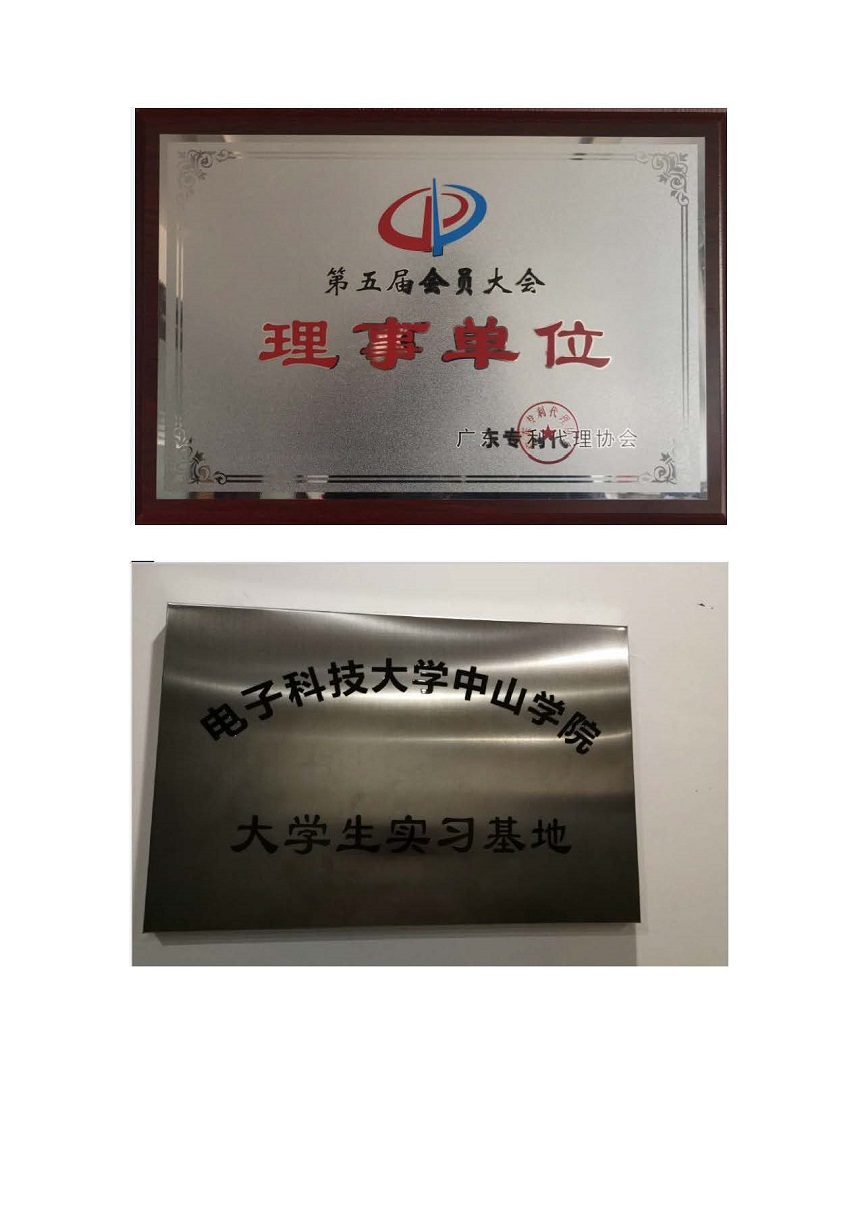 第五届会员大会
理事单位
广东专利代理协会
电子科技大学中山学院
大学生实习基地